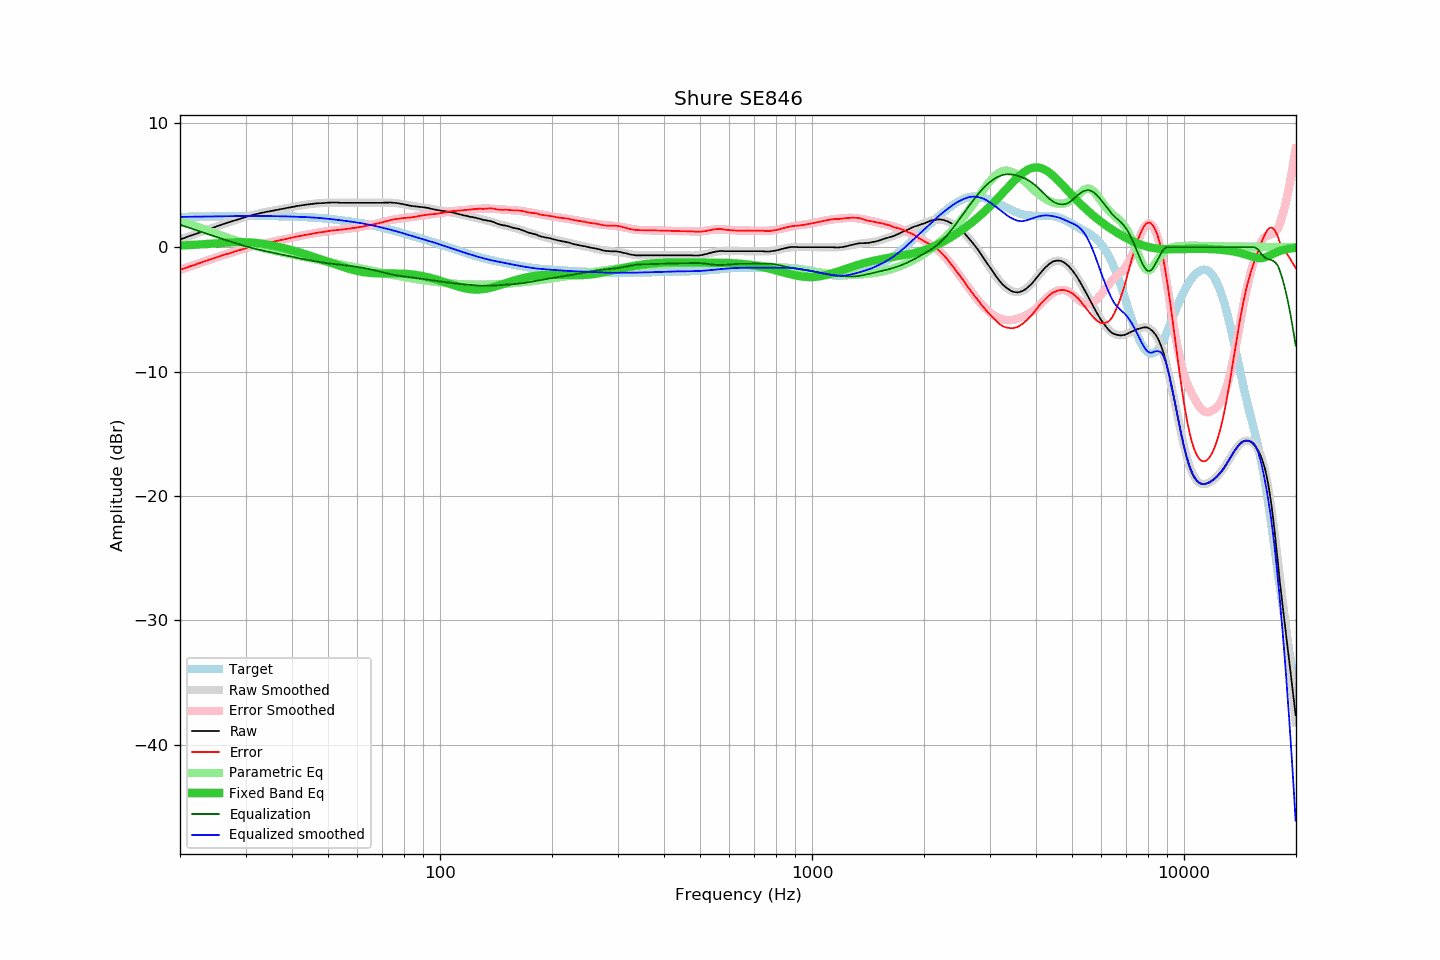 Shure SE846
Amplitude (dBr)
10
0
−10
−20
−30
−40
Target
Raw Smoothed
Error Smoothed
Raw
Error
Parametric Eq
Fixed Band Eq
Equalization
Equalized smoothed
100
1000
10000
Frequency (Hz)